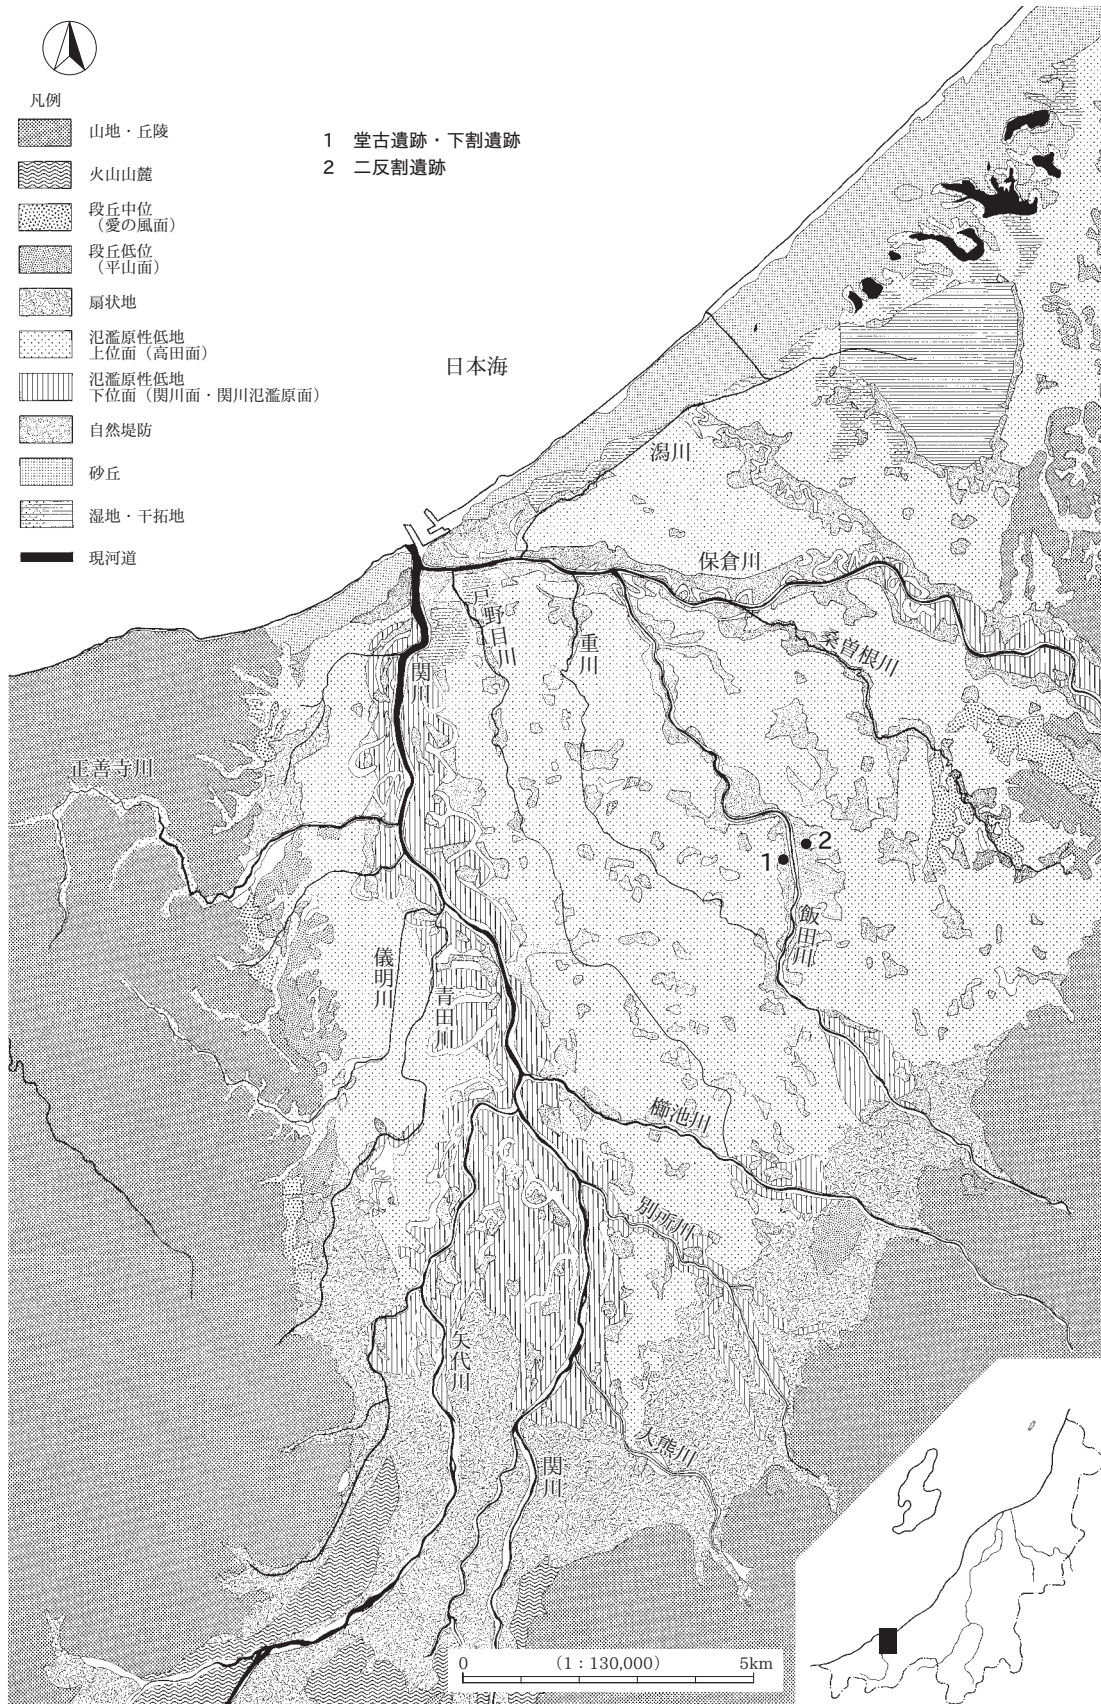 凡例
山地・丘陵
火山山麓
段丘中位
（愛の風面）
段丘低位
（平山面）
扇状地
氾濫原性低地
上位面（高田面）
氾濫原性低地
下位面（関川面・関川氾濫原面）
自然堤防
砂丘
湿地・干拓地
現河道
1 堂古遺跡・下割遺跡
2 二反割遺跡
日本海
潟川
保倉川
戸野目川
重川
桑曽根川
関川
正善寺川
1
2
飯田川
儀明川
青田川
櫛池川
別所川
矢代川
大熊川
関川
0 （1：130,000） 5km